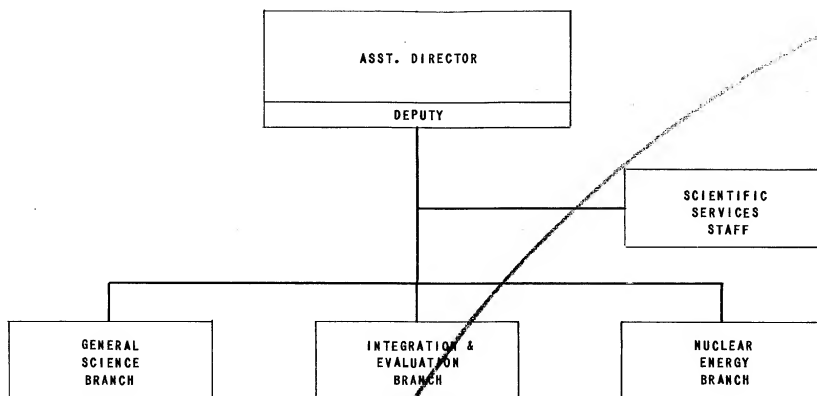 ASST. DIRECTOR
DEPUTY
SCIENTIFIC
SERVICES
STAFF
GENERAL
SCIENCE
BRANCH
INTEGRATION &
EVALUATION
BRANCH
NUCLEAR
ENERGY
BRANCH